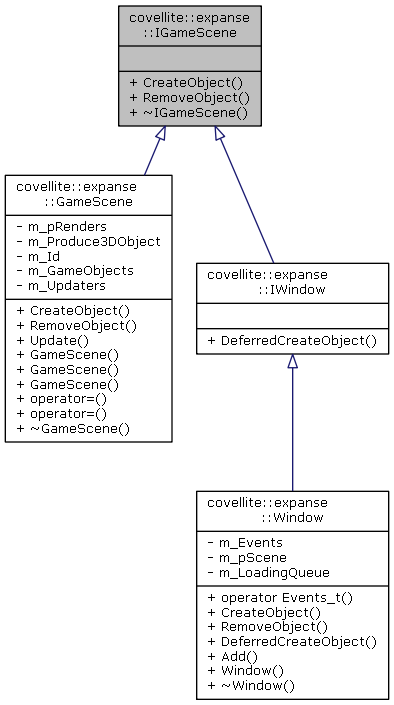 covellite::expanse
::IGameScene
+ CreateObject()
+ RemoveObject()
+ ~IGameScene()
covellite::expanse
::GameScene
- m_pRenders
- m_Produce3DObject
- m_Id
- m_GameObjects
- m_Updaters
+ CreateObject()
+ RemoveObject()
+ Update()
+ GameScene()
+ GameScene()
+ GameScene()
+ operator=()
+ operator=()
+ ~GameScene()
covellite::expanse
::IWindow
+ DeferredCreateObject()
covellite::expanse
::Window
- m_Events
- m_pScene
- m_LoadingQueue
+ operator Events_t()
+ CreateObject()
+ RemoveObject()
+ DeferredCreateObject()
+ Add()
+ Window()
+ ~Window()